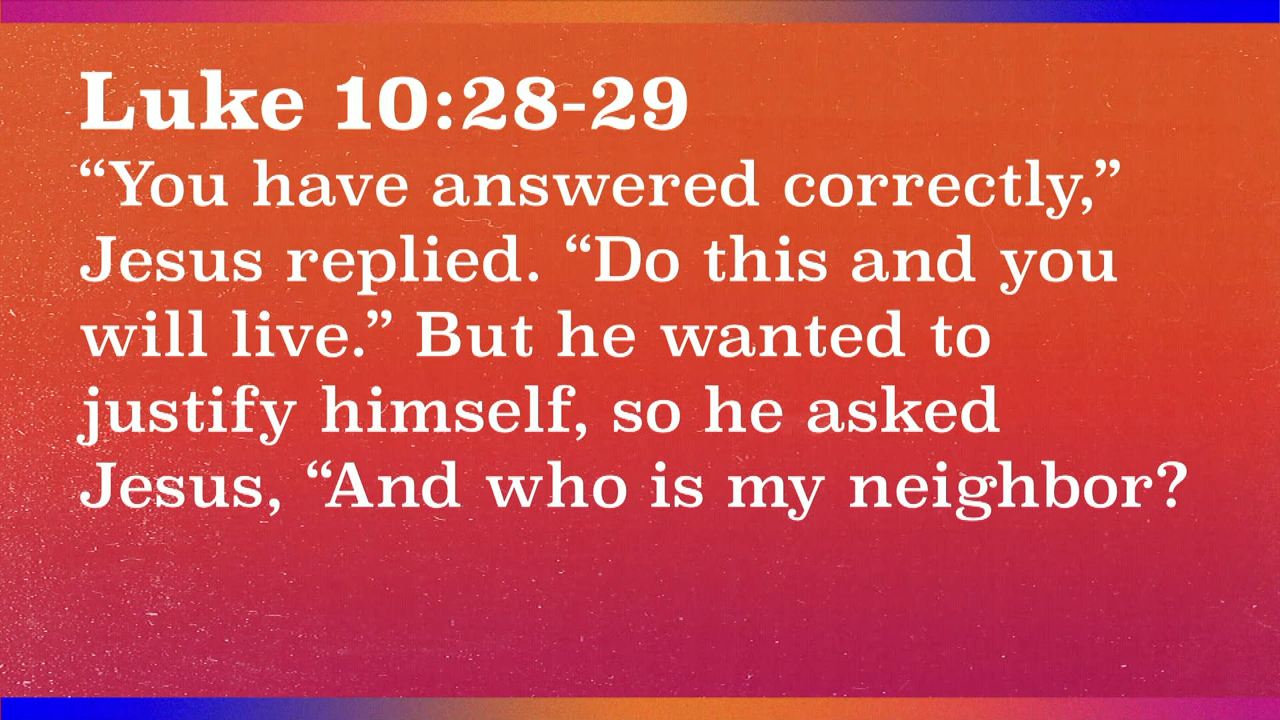 Luke 10:28-29
“You have answered correctly,”
Jesus replied. “Do this and you
will live.” But he wanted to
justify himself, so he asked
Jesus, “And who is my neighbor?